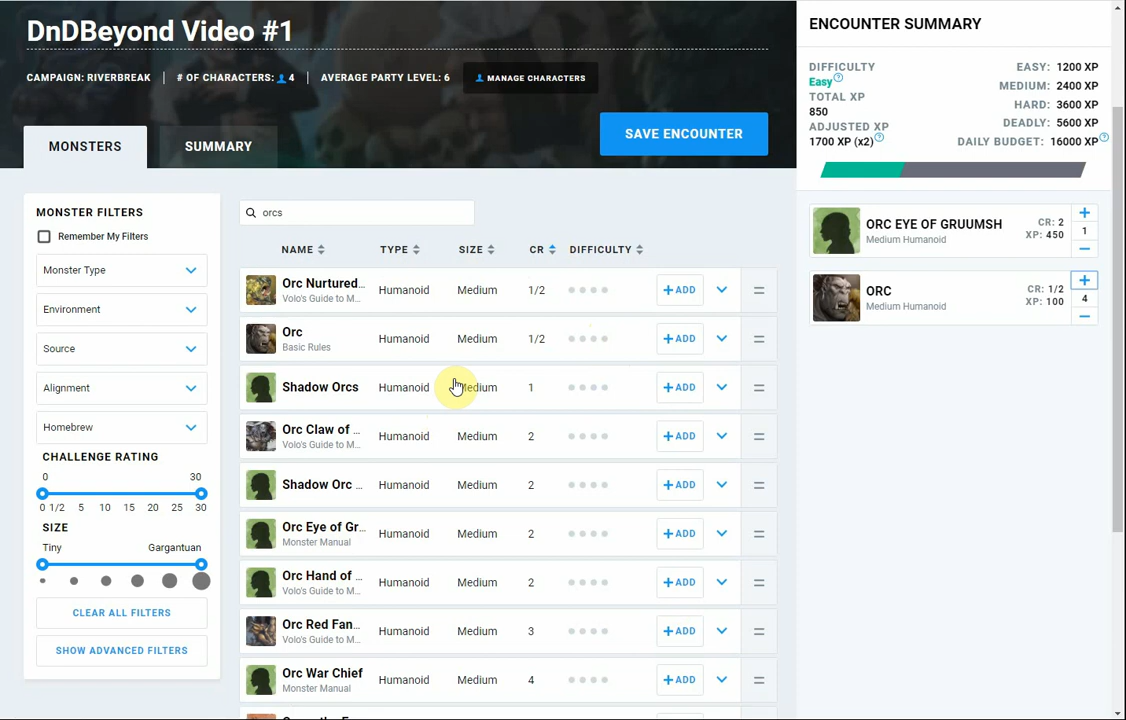 DnDBeyond Video #1
CAMPAIGN: RIVERBREAK
# OF CHARACTERS: 4
AVERAGE PARTY LEVEL: 6
MANAGE CHARACTERS
MONSTERS
SUMMARY
SAVE ENCOUNTER
MONSTER FILTERS
Remember My Filters
Monster Type
Environment
Source
Alignment
Homebrew
CHALLENGE RATING
0 30
0 1/2 5 10 15 20 25 30
SIZE
Tiny Gargantuan
CLEAR ALL FILTERS
SHOW ADVANCED FILTERS
orcs
NAME TYPE SIZE CR DIFFICULTY
Orc Nurtured... Humanoid Medium 1/2 +ADD
Volo's Guide to M...
Orc Humanoid Medium 1/2 +ADD
Basic Rules
Shadow Orcs Humanoid Medium 1 +ADD
Orc Claw of ... Humanoid Medium 2 +ADD
Volo's Guide to M...
Shadow Orc ... Humanoid Medium 2 +ADD
Orc Eye of Gr... Humanoid Medium 2 +ADD
Monster Manual
Orc Hand of ... Humanoid Medium 2 +ADD
Volo's Guide to M...
Orc Red Fan... Humanoid Medium 3 +ADD
Volo's Guide to M...
Orc War Chief Humanoid Medium 4 +ADD
Monster Manual
ENCOUNTER SUMMARY
DIFFICULTY
Easy ?
TOTAL XP
850
ADJUSTED XP
1700 XP (x2) ?
EASY: 1200 XP
MEDIUM: 2400 XP
HARD: 3600 XP
DEADLY: 5600 XP
DAILY BUDGET: 16000 XP ?
ORC EYE OF GRUUMSH
Medium Humanoid
CR: 2
XP: 450
+
1
−
ORC
Medium Humanoid
CR: 1/2
XP: 100
+
4
−